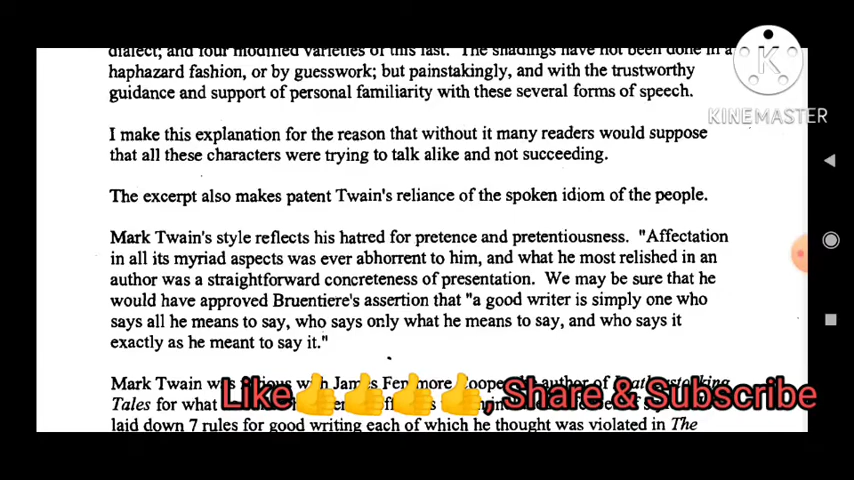 dialect; and four modified varieties of this last. The shadings have not been done in a
haphazard fashion, or by guesswork; but painstakingly, and with the trustworthy
guidance and support of personal familiarity with these several forms of speech.
I make this explanation for the reason that without it many readers would suppose
that all these characters were trying to talk alike and not succeeding.
The excerpt also makes patent Twain's reliance of the spoken idiom of the people.
Mark Twain's style reflects his hatred for pretence and pretentiousness. "Affectation
in all its myriad aspects was ever abhorrent to him, and what he most relished in an
author was a straightforward concreteness of presentation. We may be sure that he
would have approved Bruentiere's assertion that "a good writer is simply one who
says all he means to say, who says only what he means to say, and who says it
exactly as he meant to say it."
Mark Twain was with James Fenimore author of
Tales for what
laid down 7 rules for good writing each of which he thought was violated in The
K
KINEMASTER
Like👍👍👍👍, Share & Subscribe